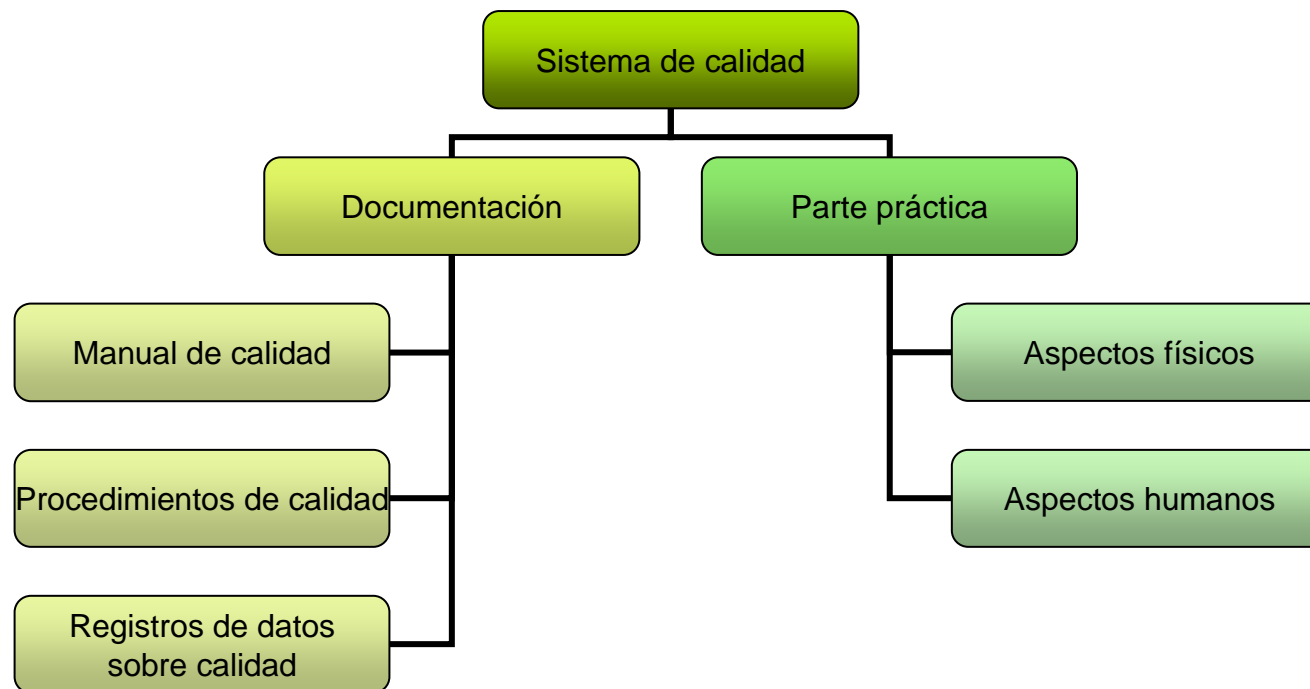 Sistema de calidad
Documentación
Parte práctica
Manual de calidad
Aspectos físicos
Procedimientos de calidad
Aspectos humanos
Registros de datos
sobre calidad